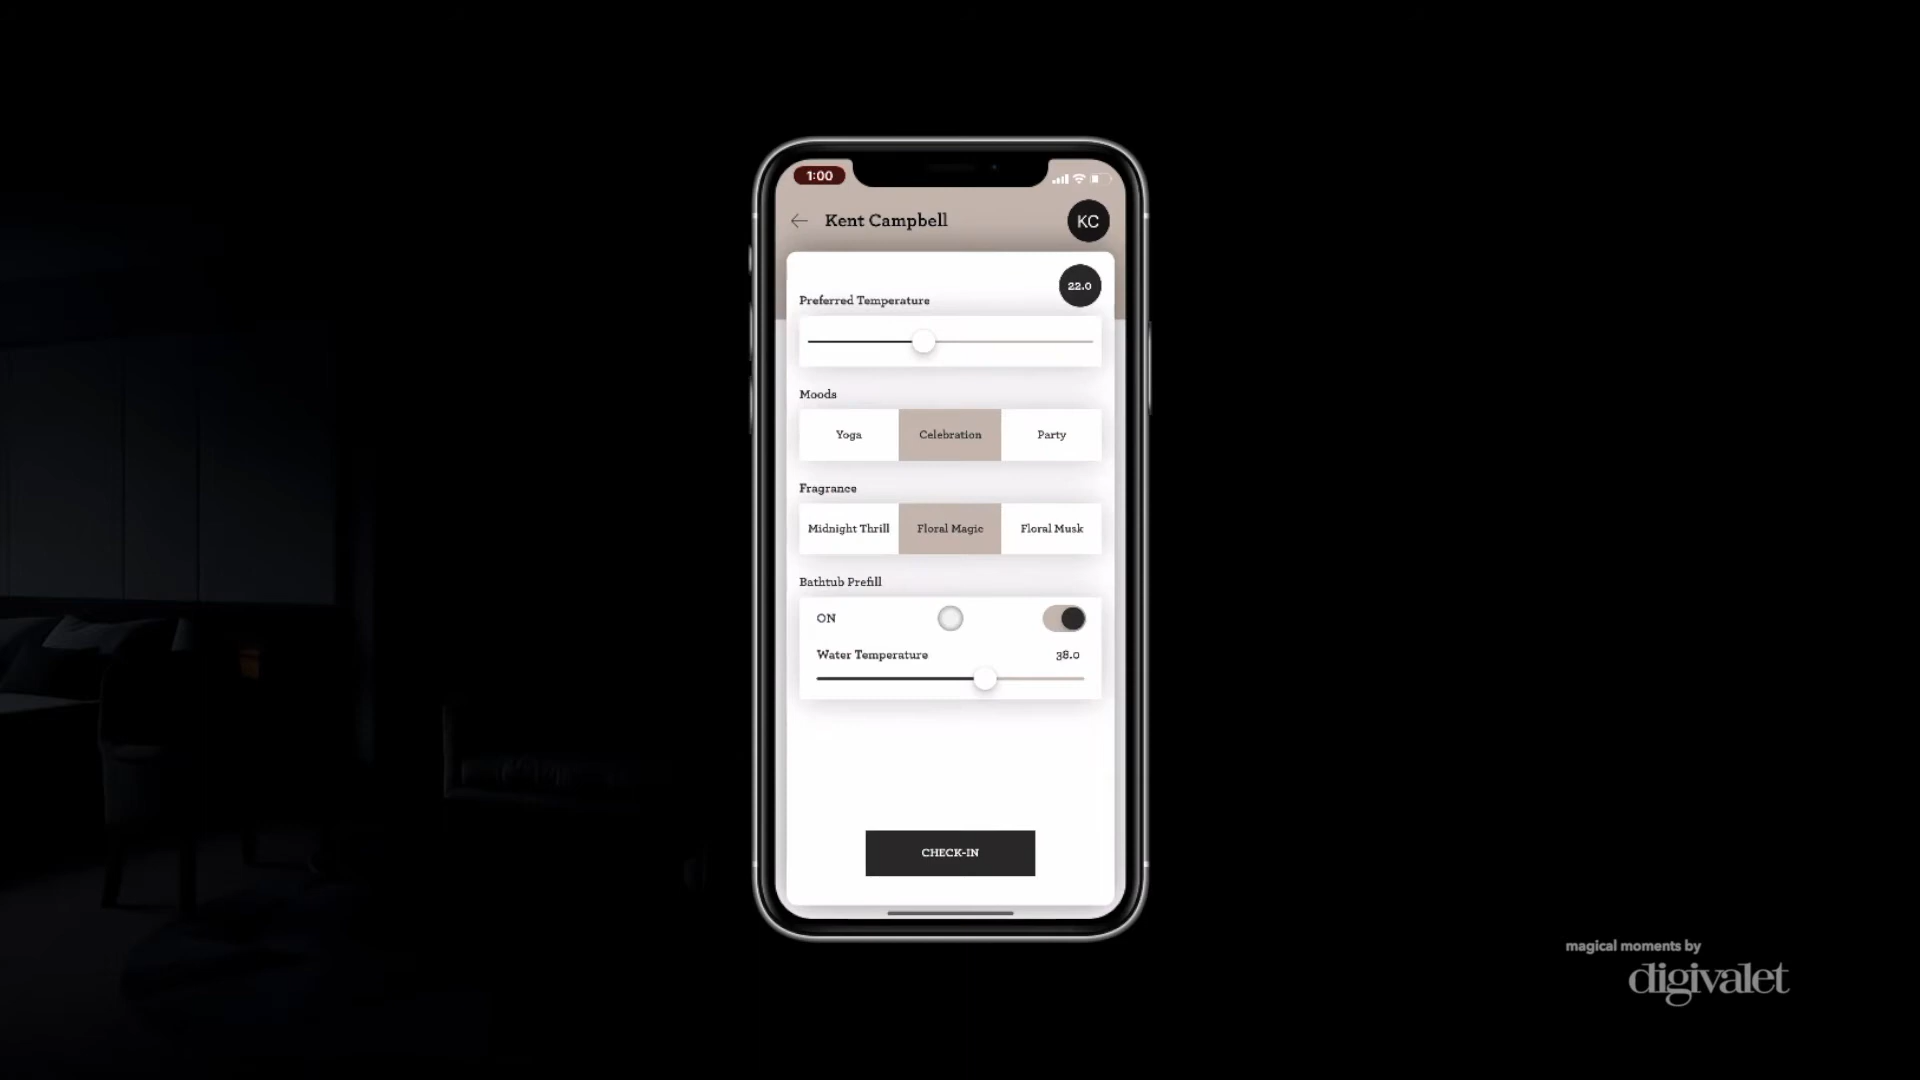 1:00
Kent Campbell
KC
22.0
Preferred Temperature
Moods
Yoga Celebration Party
Fragrance
Midnight Thrill Floral Magic Floral Musk
Bathtub Prefill
ON
Water Temperature 38.0
CHECK-IN
magical moments by
digivalet